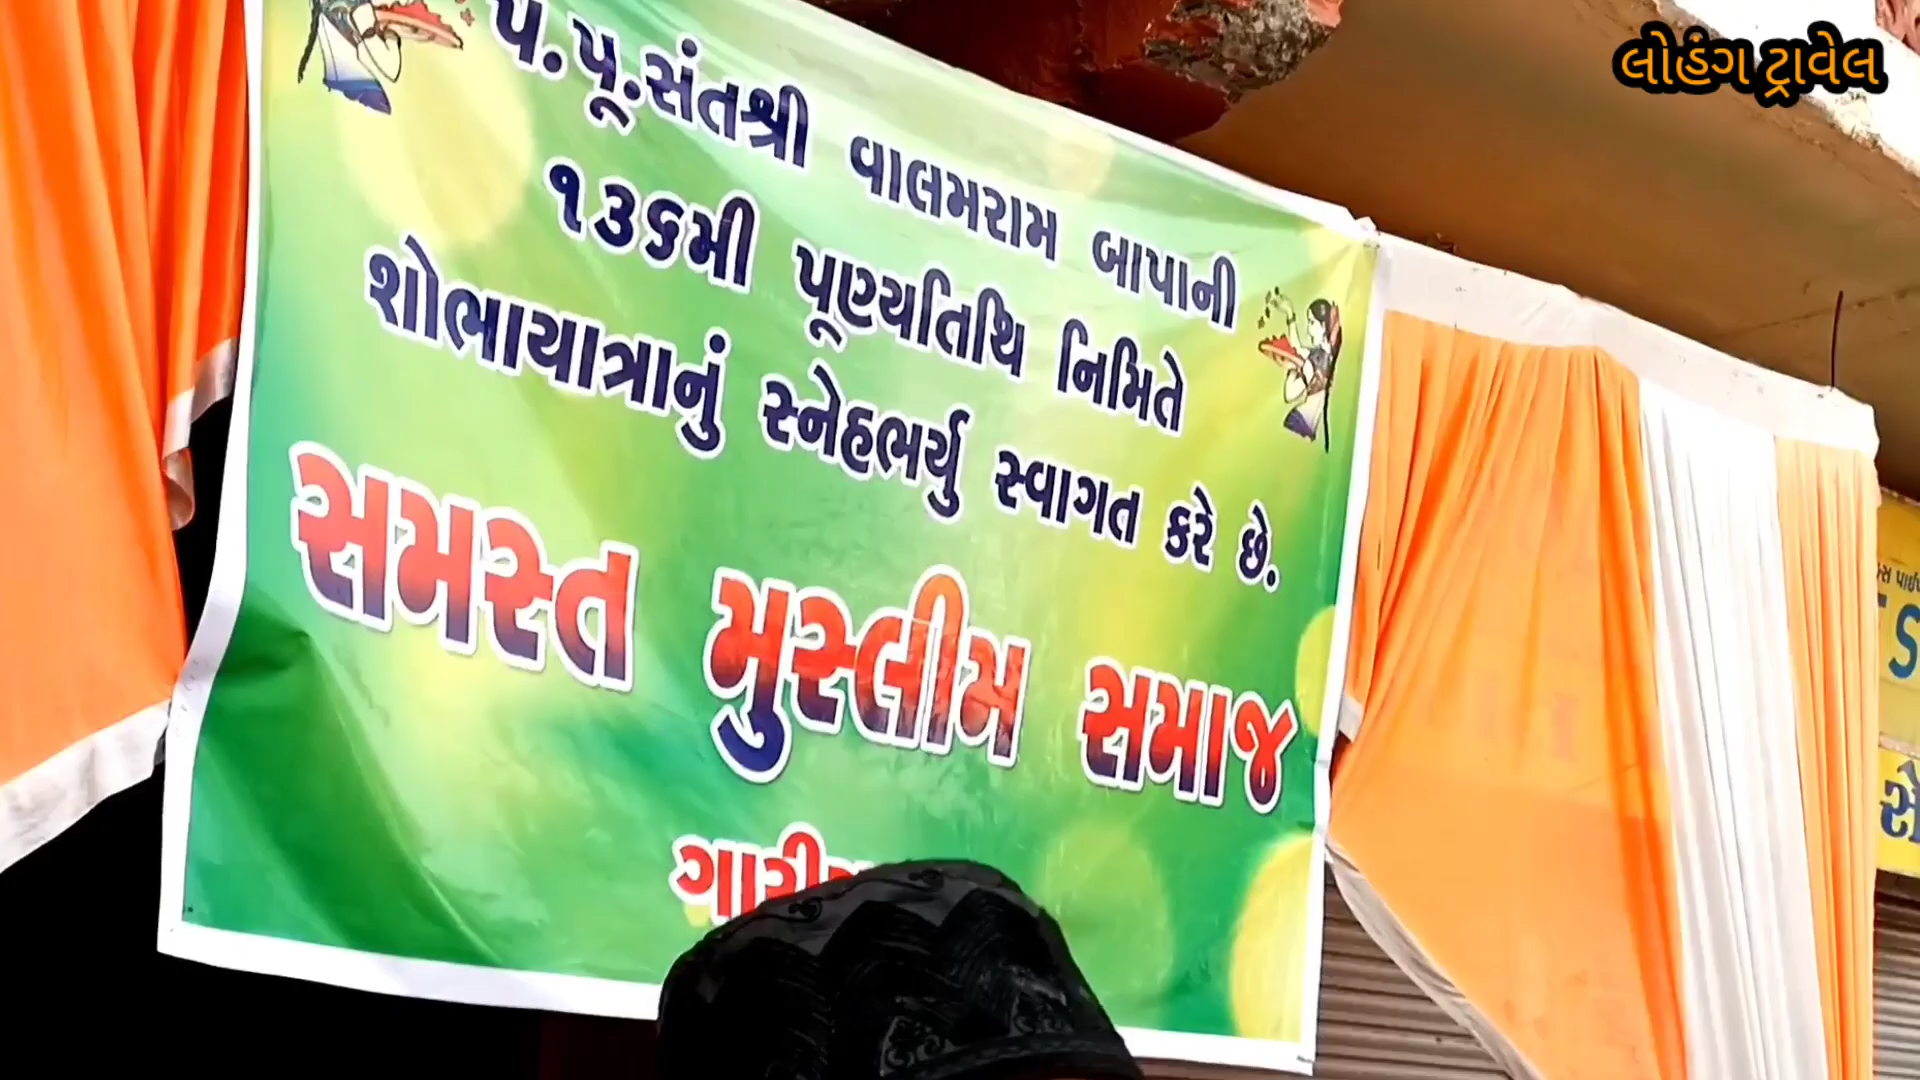 લોહંગ ટ્રાવેલ
પ.પૂ.સંતશ્રી વાલમરામ બાપાની
૧૩૬મી પૂણ્યતિથિ નિમિતે
શોભાયાત્રાનું સ્નેહભર્યુ સ્વાગત કરે છે.
સમસ્ત મુસ્લીમ સમાજ